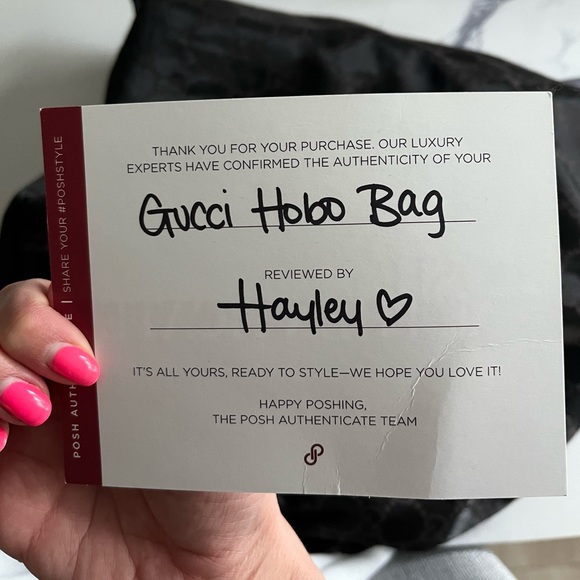 THANK YOU FOR YOUR PURCHASE. OUR LUXURY
EXPERTS HAVE CONFIRMED THE AUTHENTICITY OF YOUR
Gucci Hobo Bag
REVIEWED BY
Hayley ♡
IT'S ALL YOURS, READY TO STYLE—WE HOPE YOU LOVE IT!
HAPPY POSHING,
THE POSH AUTHENTICATE TEAM
POSH AUTH E | SHARE YOUR #POSHSTYLE